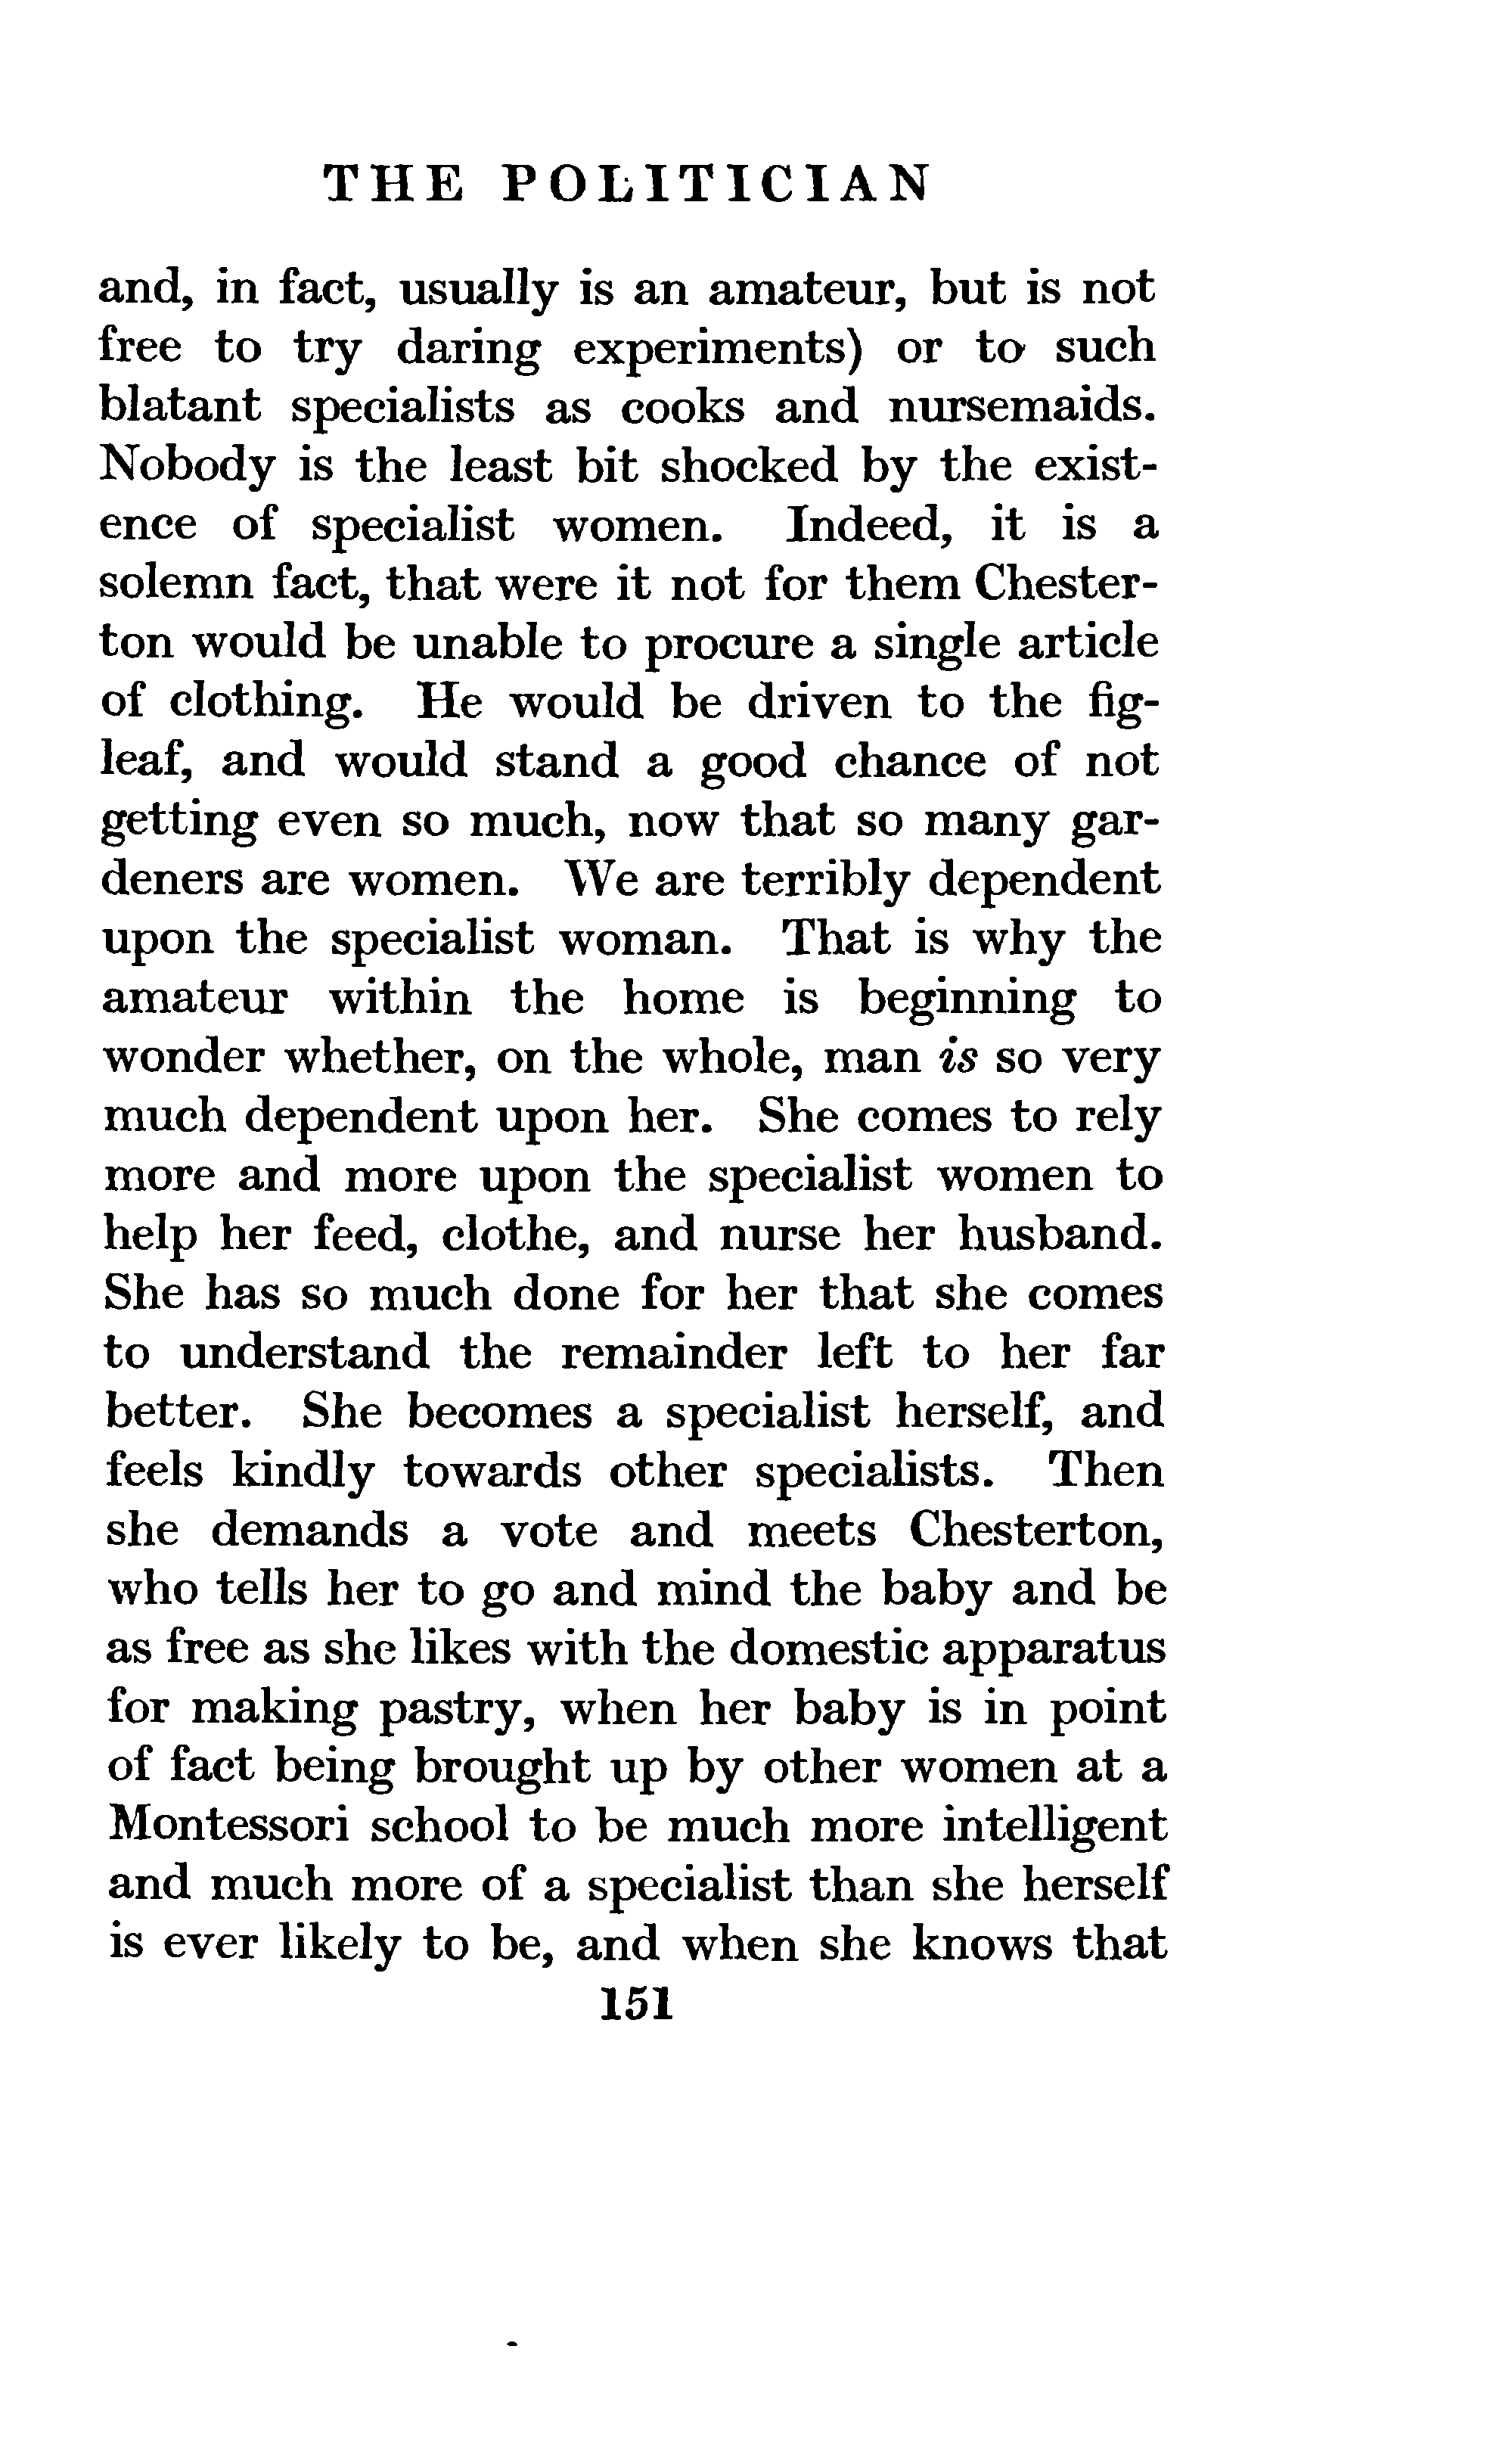 THE POLITICIAN
and, in fact, usually is an amateur, but is not
free to try daring experiments) or to such
blatant specialists as cooks and nursemaids.
Nobody is the least bit shocked by the exist-
ence of specialist women. Indeed, it is a
solemn fact, that were it not for them Chester-
ton would be unable to procure a single article
of clothing. He would be driven to the fig-
leaf, and would stand a good chance of not
getting even so much, now that so many gar-
deners are women. We are terribly dependent
upon the specialist woman. That is why the
amateur within the home is beginning to
wonder whether, on the whole, man is so very
much dependent upon her. She comes to rely
more and more upon the specialist women to
help her feed, clothe, and nurse her husband.
She has so much done for her that she comes
to understand the remainder left to her far
better. She becomes a specialist herself, and
feels kindly towards other specialists. Then
she demands a vote and meets Chesterton,
who tells her to go and mind the baby and be
as free as she likes with the domestic apparatus
for making pastry, when her baby is in point
of fact being brought up by other women at a
Montessori school to be much more intelligent
and much more of a specialist than she herself
is ever likely to be, and when she knows that
151